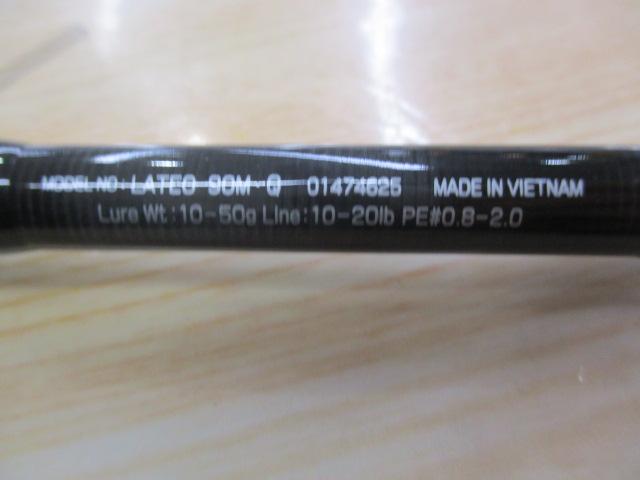 MODEL NO : LATEO 90M・Q 01474625 MADE IN VIETNAM
Lure Wt : 10-50g Line : 10-20lb PE#0.8-2.0